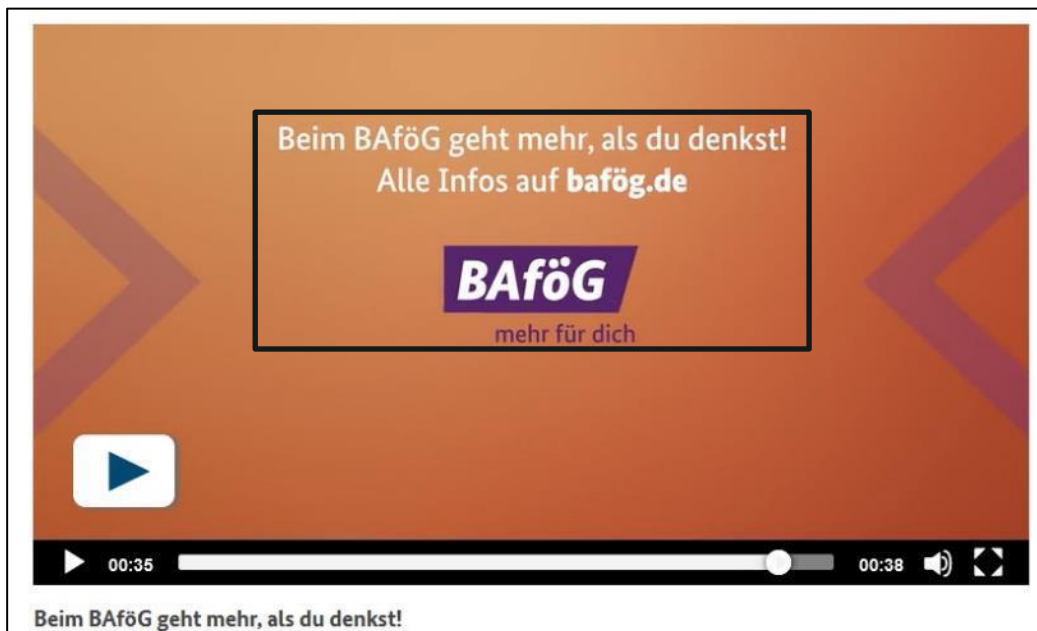 Beim BAföG geht mehr, als du denkst!
Alle Infos auf bafög.de
BAföG
mehr für dich
00:35 00:38
Beim BAföG geht mehr, als du denkst!